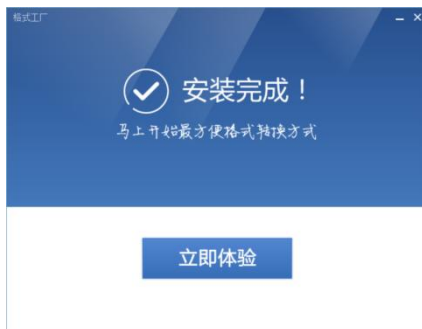 格式工厂
安装完成！
马上开始最方便格式转换方式
立即体验